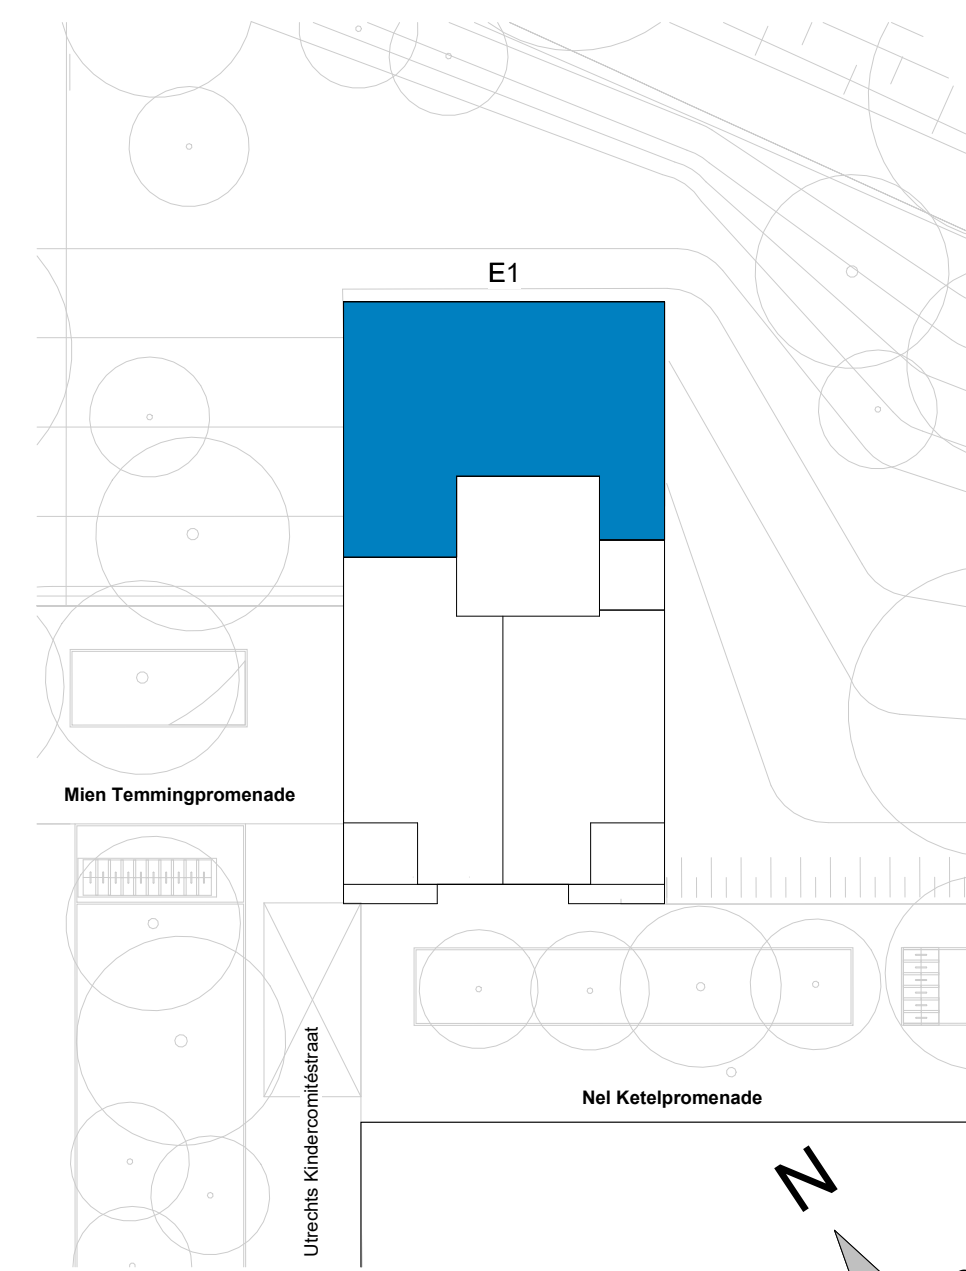 E1
Mien Temmingpromenade
Utrechts Kindercomitéstraat
Nel Ketelpromenade
N